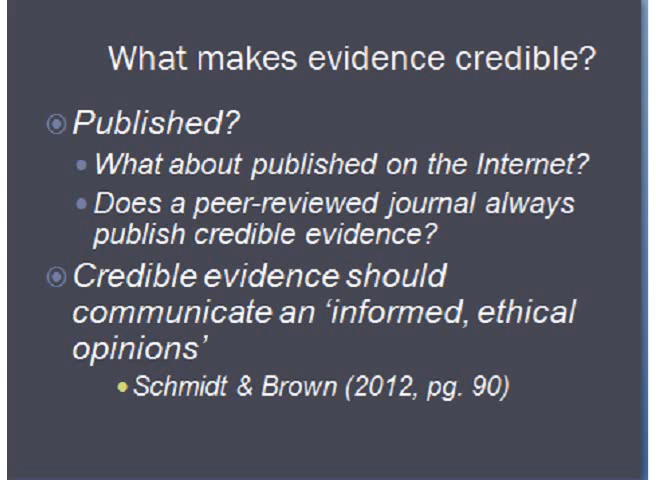 What makes evidence credible?
Published?
What about published on the Internet?
Does a peer-reviewed journal always
publish credible evidence?
Credible evidence should
communicate an ‘informed, ethical
opinions’
Schmidt & Brown (2012, pg. 90)